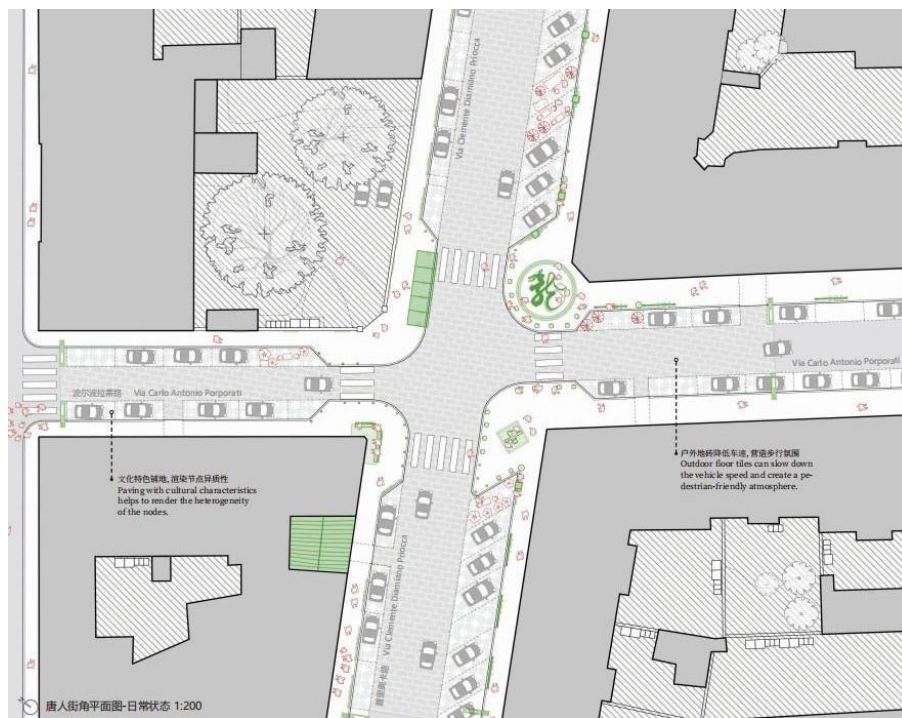 Via Clemente Diamiano Priocca
龙
波尔波拉蒂路 Via Carlo Antonio Porporati
Via Carlo Antonio Porporati
文化特色铺地,渲染节点异质性
Paving with cultural characteristics
helps to render the heterogeneity
of the nodes.
户外地砖降低车速,营造步行氛围
Outdoor floor tiles can slow down
the vehicle speed and create a pe-
destrian-friendly atmosphere.
Via Clemente Diamiano Priocca
唐人街角平面图-日常状态 1:200